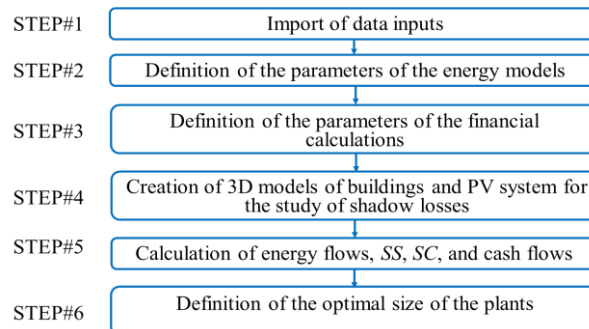 STEP#1 Import of data inputs
STEP#2 Definition of the parameters of the energy models
STEP#3 Definition of the parameters of the financial
calculations
STEP#4 Creation of 3D models of buildings and PV system for
the study of shadow losses
STEP#5 Calculation of energy flows, SS, SC, and cash flows
STEP#6 Definition of the optimal size of the plants